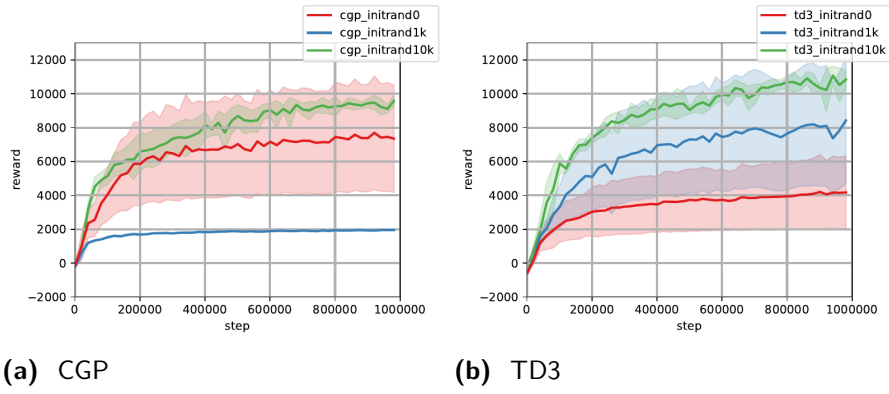 cgp_initrand0
cgp_initrand1k
cgp_initrand10k
12000
10000
8000
6000
4000
2000
0
−2000
reward
0
200000
400000
600000
800000
1000000
step
td3_initrand0
td3_initrand1k
td3_initrand10k
12000
10000
8000
6000
4000
2000
0
−2000
reward
0
200000
400000
600000
800000
1000000
step
(a) CGP
(b) TD3